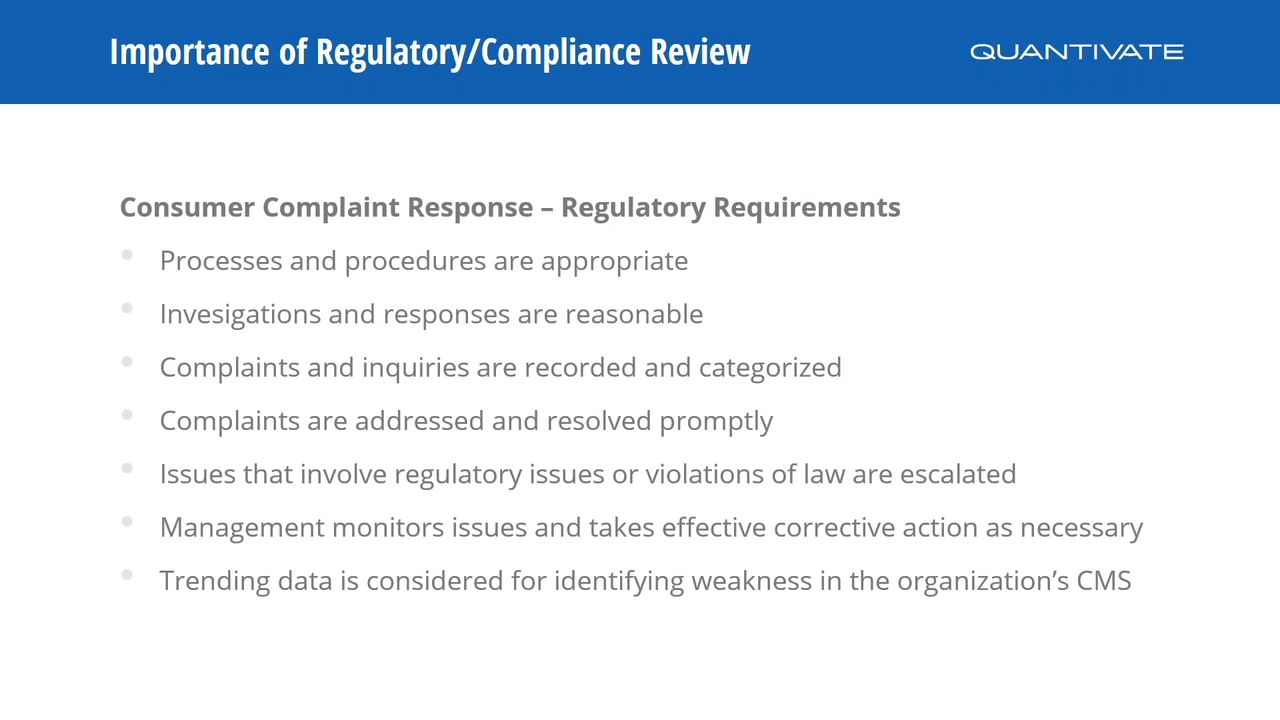 Importance of Regulatory/Compliance Review
QUANTIVATE
Consumer Complaint Response – Regulatory Requirements
• Processes and procedures are appropriate
• Invesigations and responses are reasonable
• Complaints and inquiries are recorded and categorized
• Complaints are addressed and resolved promptly
• Issues that involve regulatory issues or violations of law are escalated
• Management monitors issues and takes effective corrective action as necessary
• Trending data is considered for identifying weakness in the organization’s CMS